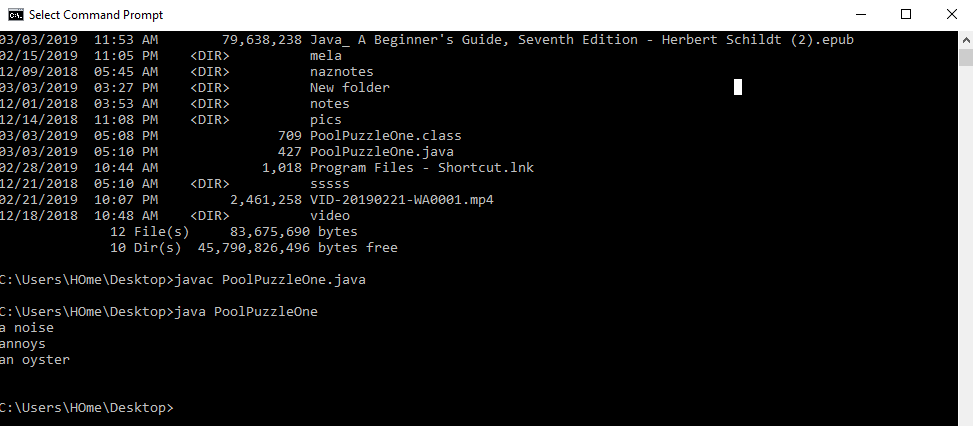 Select Command Prompt
03/03/2019  11:53 AM        79,638,238 Java_ A Beginner's Guide, Seventh Edition - Herbert Schildt (2).epub
02/15/2019  11:05 PM    <DIR>          mela
12/09/2018  05:45 AM    <DIR>          naznotes
03/03/2019  03:27 PM    <DIR>          New folder
12/01/2018  03:53 AM    <DIR>          notes
12/14/2018  11:08 PM    <DIR>          pics
03/03/2019  05:08 PM               709 PoolPuzzleOne.class
03/03/2019  05:10 PM               427 PoolPuzzleOne.java
02/28/2019  10:44 AM             1,018 Program Files - Shortcut.lnk
12/21/2018  05:10 AM    <DIR>          sssss
02/21/2019  10:07 PM         2,461,258 VID-20190221-WA0001.mp4
12/18/2018  10:48 AM    <DIR>          video
              12 File(s)     83,675,690 bytes
              10 Dir(s)  45,790,826,496 bytes free
C:\Users\HOme\Desktop>javac PoolPuzzleOne.java
C:\Users\HOme\Desktop>java PoolPuzzleOne
a noise
annoys
an oyster
C:\Users\HOme\Desktop>